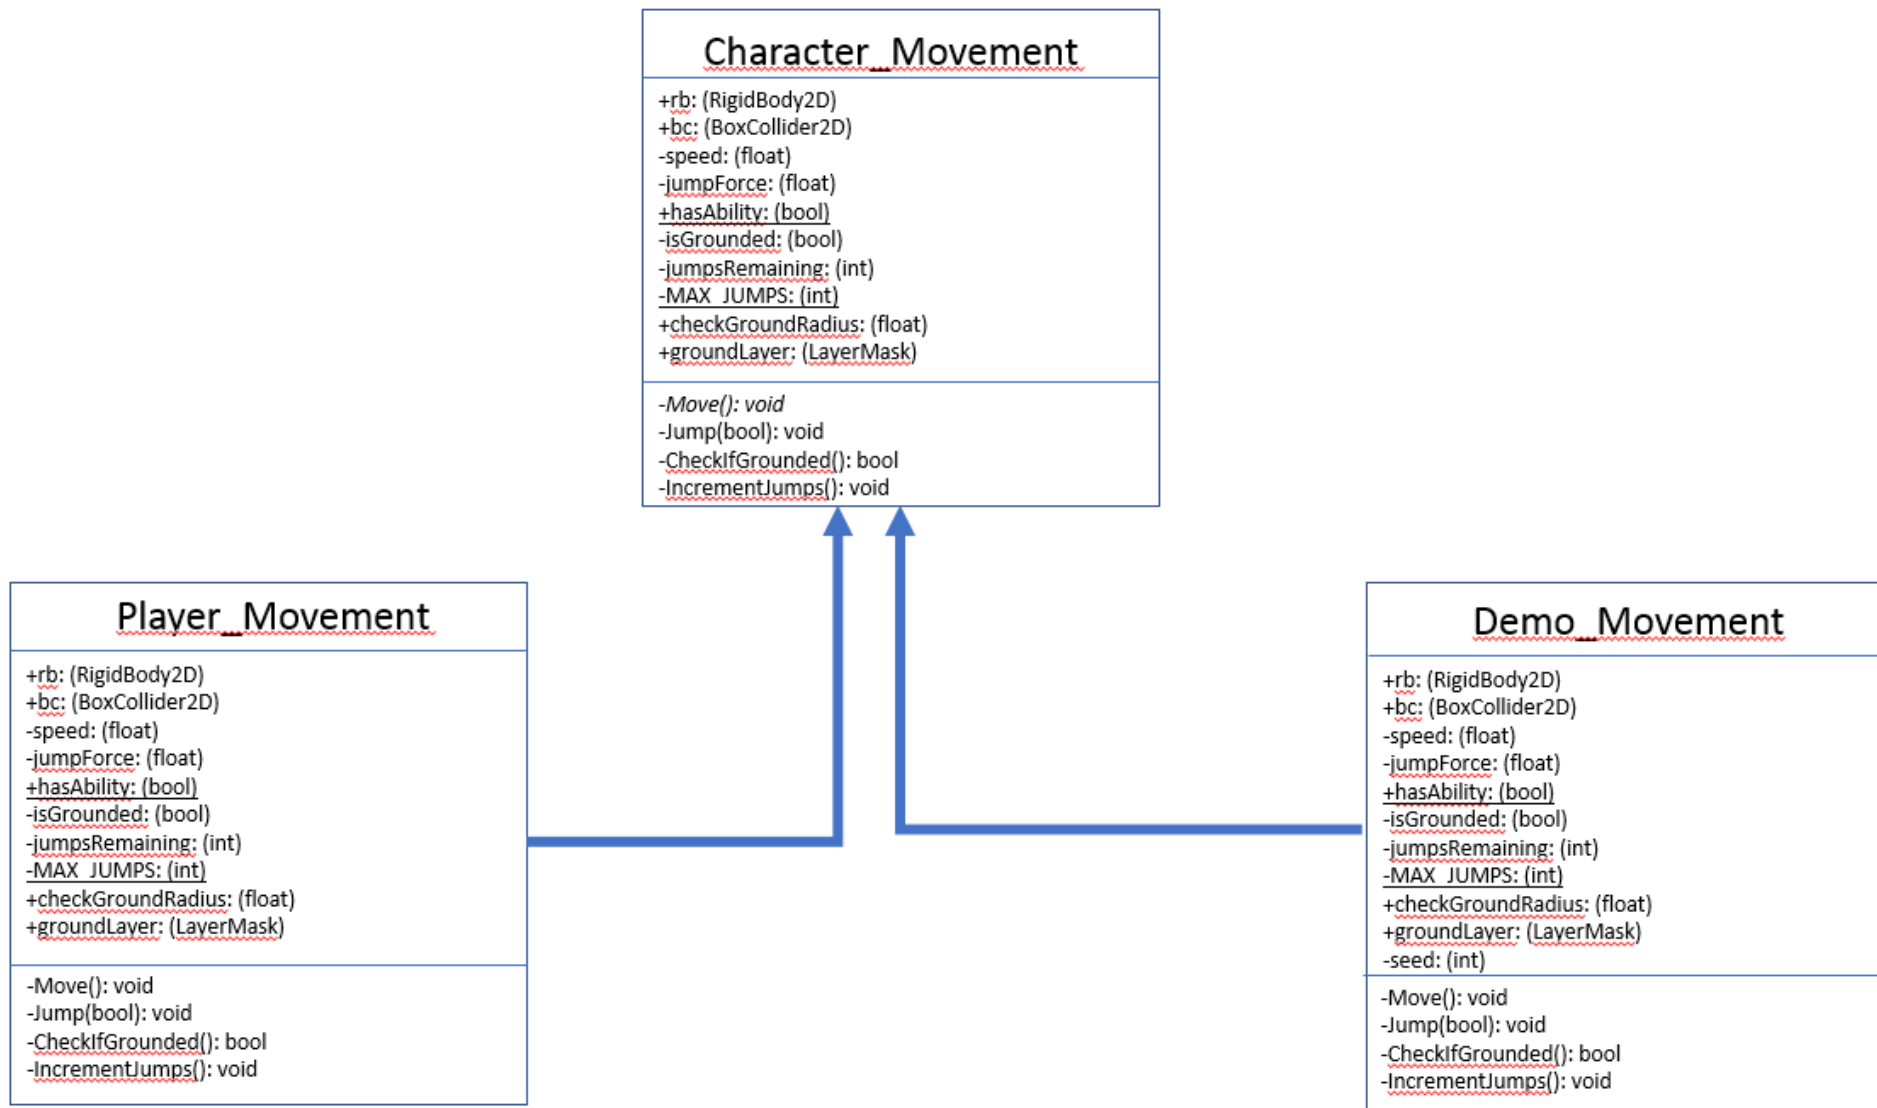 Character_Movement
+rb: (RigidBody2D)
+bc: (BoxCollider2D)
-speed: (float)
-jumpForce: (float)
+hasAbility: (bool)
-isGrounded: (bool)
-jumpsRemaining: (int)
-MAX_JUMPS: (int)
+checkGroundRadius: (float)
+groundLayer: (LayerMask)
-Move(): void
-Jump(bool): void
-CheckIfGrounded(): bool
-IncrementJumps(): void
Player_Movement
+rb: (RigidBody2D)
+bc: (BoxCollider2D)
-speed: (float)
-jumpForce: (float)
+hasAbility: (bool)
-isGrounded: (bool)
-jumpsRemaining: (int)
-MAX_JUMPS: (int)
+checkGroundRadius: (float)
+groundLayer: (LayerMask)
-Move(): void
-Jump(bool): void
-CheckIfGrounded(): bool
-IncrementJumps(): void
Demo_Movement
+rb: (RigidBody2D)
+bc: (BoxCollider2D)
-speed: (float)
-jumpForce: (float)
+hasAbility: (bool)
-isGrounded: (bool)
-jumpsRemaining: (int)
-MAX_JUMPS: (int)
+checkGroundRadius: (float)
+groundLayer: (LayerMask)
-seed: (int)
-Move(): void
-Jump(bool): void
-CheckIfGrounded(): bool
-IncrementJumps(): void